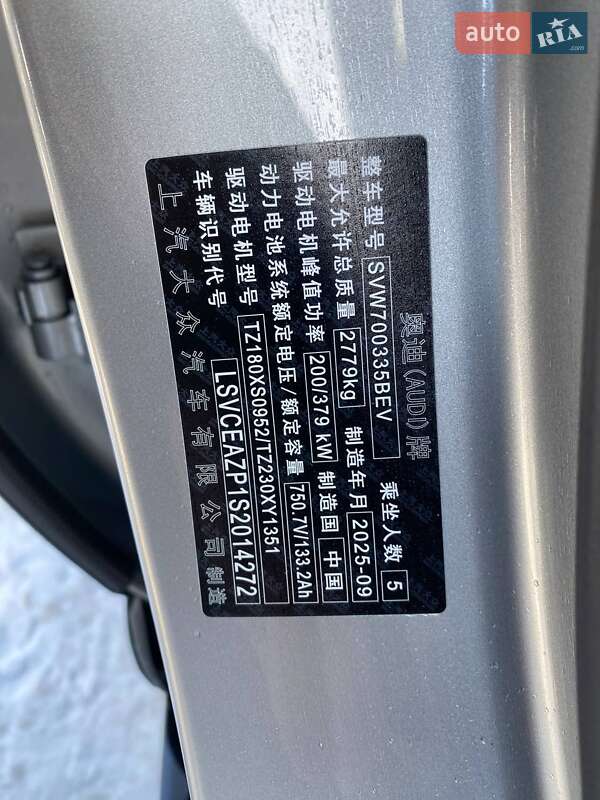 auto RIA .com
奥迪(AUDI)牌
整车型号 SVW700335BEV 乘坐人数 5
最大允许总质量 2779kg 制造年月 2025-09
驱动电机峰值功率 200/379 kW 制造国 中国
动力电池系统额定电压/额定容量 750.7V/133.2Ah
驱动电机型号 TZ180XS0952/TZ230XY1351
车辆识别代号 LSVCEAZP1S2014272
上汽大众汽车有限公司制造